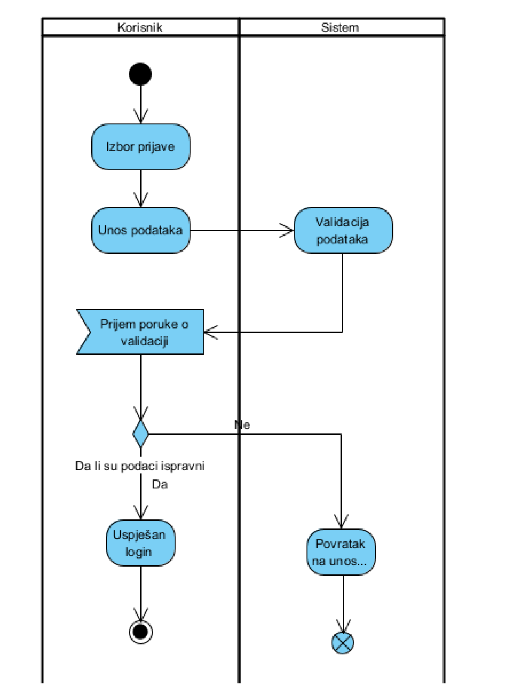 Korisnik
Sistem
Izbor prijave
Unos podataka
Validacija
podataka
Prijem poruke o
validaciji
Ne
Da li su podaci ispravni
Da
Uspješan
login
Povratak
na unos...